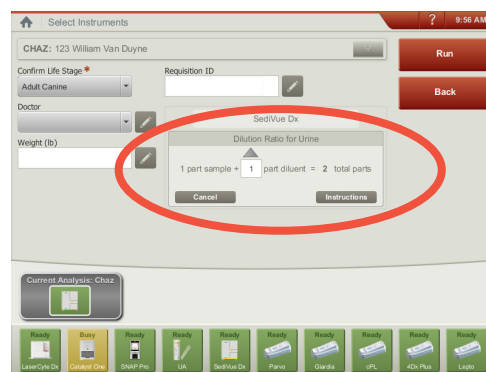 Select Instruments
? 9:56 AM
CHAZ: 123 William Van Duyne
Run
Confirm Life Stage *
Requisition ID
Adult Canine
Back
Doctor
SediVue Dx
Weight (lb)
Dilution Ratio for Urine
1 part sample + 1 part diluent = 2 total parts
Cancel
Instructions
Current Analysis: Chaz
Ready Busy Ready Ready Ready Ready Ready Ready Ready Ready
LaserCyte Dx Catalyst One SNAP Pro UA SediVue Dx Parvo Giardia cPL 4Dx Plus Lepto